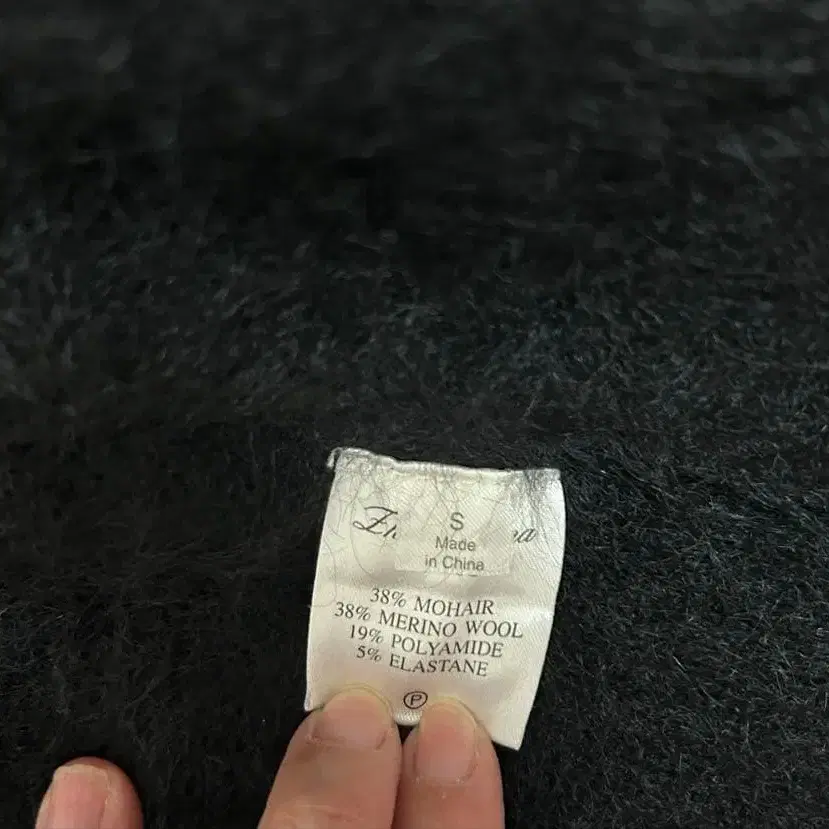 S
Made
in China
38% MOHAIR
38% MERINO WOOL
19% POLYAMIDE
5% ELASTANE
P